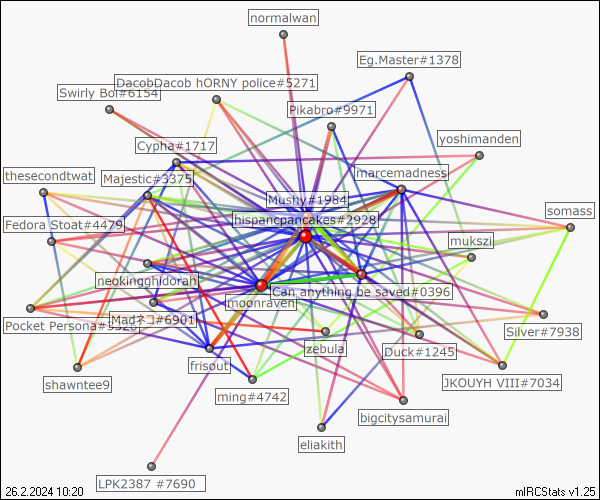 normalwan
Eg.Master#1378
DacobDacob hORNY police#5271
Swirly Boi#6154
Pikabro#9971
yoshimanden
Cypha#1717
thesecondtwat
Majestic#3375
marcemadness
Mushy#1984
hispancpancakes#2928
somass
Fedora Stoat#4479
mukszi
neokingghidorah
Can anything be saved#0396
moonraven
Pocket Persona
Madネコ#6901
Silver#7938
zebula
Duck#1245
frisout
shawntee9
JKOUYH VIII#7034
ming#4742
bigcitysamurai
eliakith
LPK2387 #7690
26.2.2024 10:20
mIRCStats v1.25